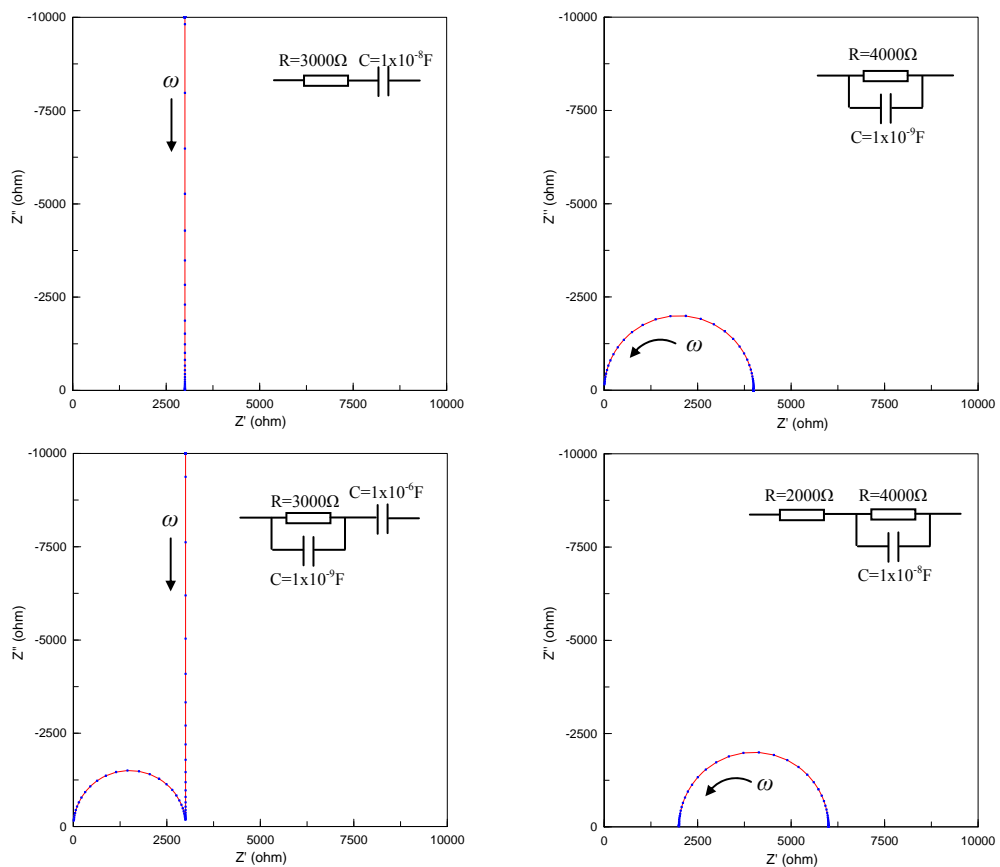 -10000
-7500
-5000
-2500
0
Z" (ohm)
0 2500 5000 7500 10000
Z' (ohm)
ω
R=3000Ω C=1x10⁻⁸F
-10000
-7500
-5000
-2500
0
Z" (ohm)
0 2500 5000 7500 10000
Z' (ohm)
ω
R=4000Ω
C=1x10⁻⁹F
-10000
-7500
-5000
-2500
0
Z" (ohm)
0 2500 5000 7500 10000
Z' (ohm)
ω
C=1x10⁻⁶F
R=3000Ω
C=1x10⁻⁹F
-10000
-7500
-5000
-2500
0
Z" (ohm)
0 2500 5000 7500 10000
Z' (ohm)
ω
R=2000Ω R=4000Ω
C=1x10⁻⁸F